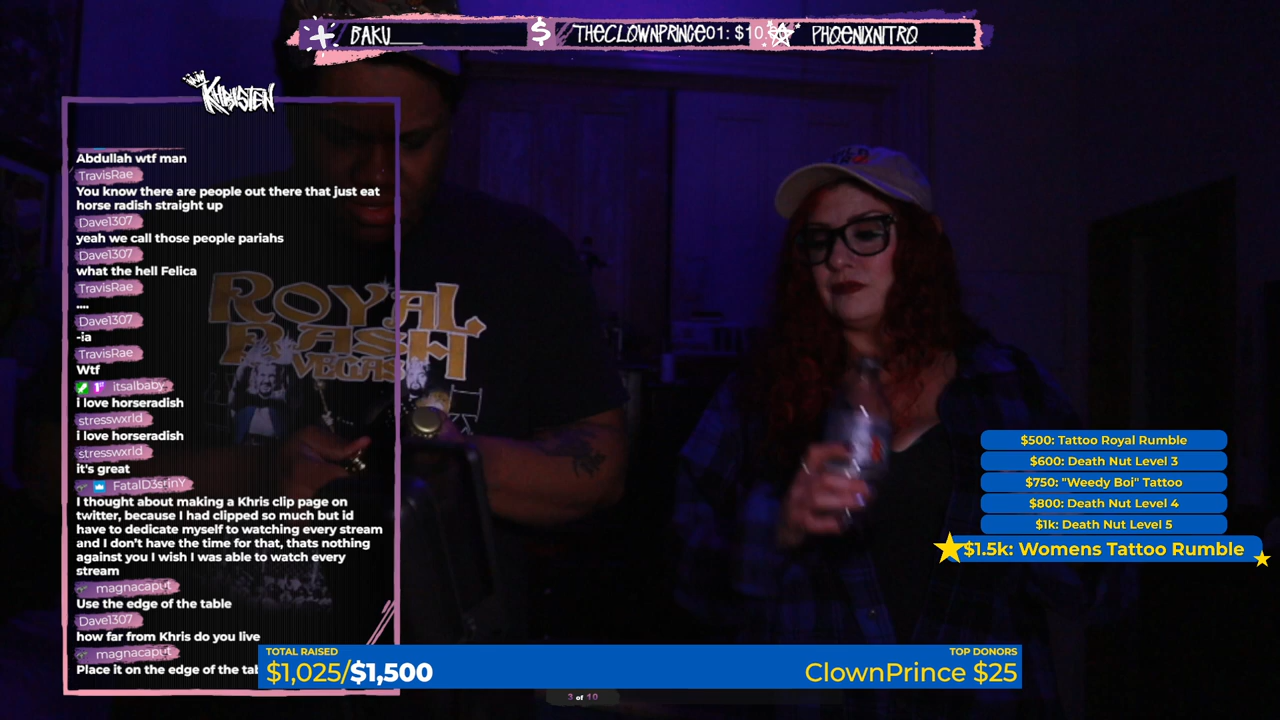 BAKU__
$
THECLOWNPRINCE01: $10.
PHOENIXNITRO
KHRISTEN
Abdullah wtf man
TravisRae
You know there are people out there that just eat
horse radish straight up
Dave1307
yeah we call those people pariahs
Dave1307
what the hell Felica
TravisRae
....
Dave1307
-ia
TravisRae
Wtf
1st itsalbaby
i love horseradish
stresswxrld
i love horseradish
stresswxrld
it's great
FatalD3srinY
I thought about making a Khris clip page on
twitter, because I had clipped so much but id
have to dedicate myself to watching every stream
and I don't have the time for that, thats nothing
against you I wish I was able to watch every
stream
magnacaput
Use the edge of the table
Dave1307
how far from Khris do you live
magnacaput
Place it on the edge of the tab
ROYAL
BASH
VEGAS
$500: Tattoo Royal Rumble
$600: Death Nut Level 3
$750: "Weedy Boi" Tattoo
$800: Death Nut Level 4
$1k: Death Nut Level 5
$1.5k: Womens Tattoo Rumble
TOTAL RAISED
$1,025/$1,500
TOP DONORS
ClownPrince $25
3 of 10